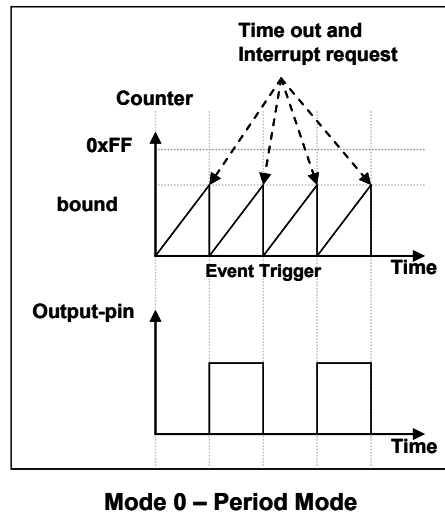 Time out and
Interrupt request
Counter
0xFF
bound
Event Trigger
Time
Output-pin
Time
Mode 0 – Period Mode